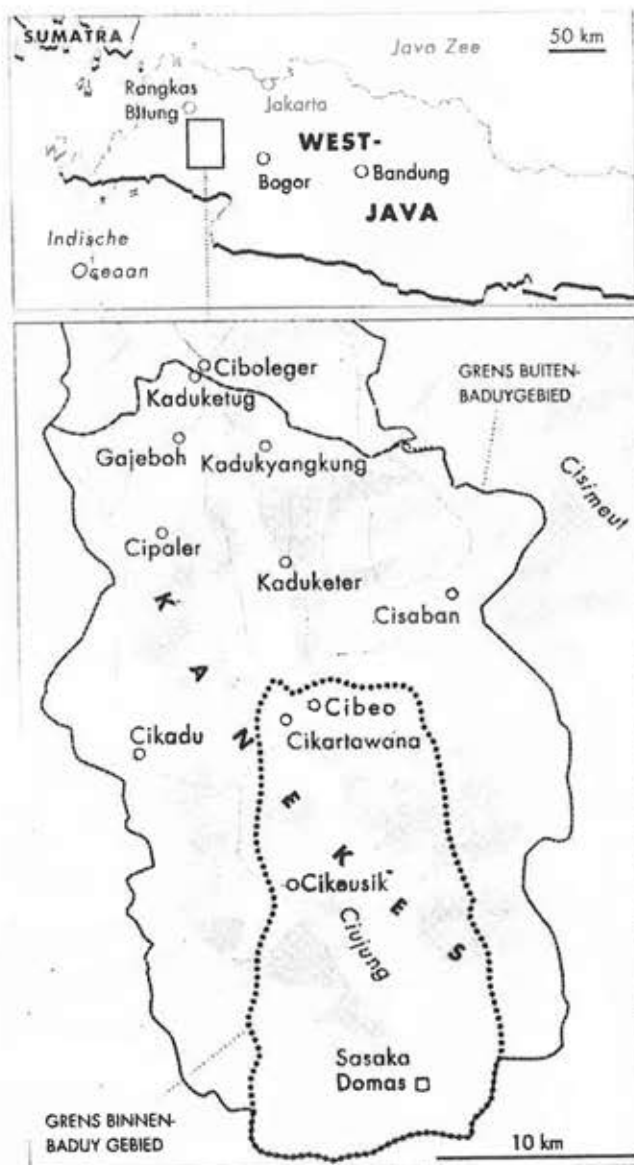 SUMATRA
Java Zee
50 km
Rangkas
Bitung
Jakarta
WEST-
Bogor
Bandung
JAVA
Indische
Oceaan
Ciboleger
Kaduketug
GRENS BUITEN-
BADUYGEBIED
Gajeboh
Kadukyangkung
Cisimeut
Cipaler
Kaduketer
Cisaban
KANEKES
Cibeo
Cikartawana
Cikadu
Cikeusik
Ciujung
Sasaka
Domas
GRENS BINNEN-
BADUY GEBIED
10 km